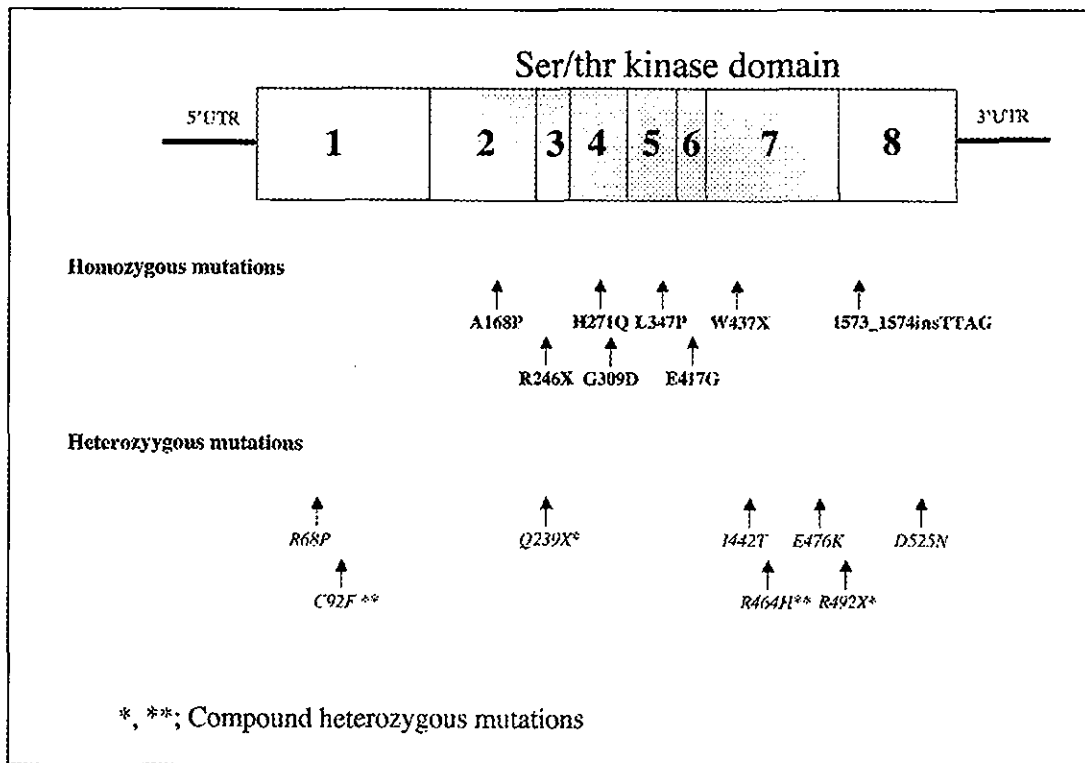 Ser/thr kinase domain
5'UTR
1 2 3 4 5 6 7 8
3'UTR
Homozygous mutations
A168P H271Q L347P W437X 1573_1574insTTAG
R246X G309D E417G
Heterozyygous mutations
R68P Q239X* I442T E476K D525N
C92F ** R464H** R492X*
*, **; Compound heterozygous mutations